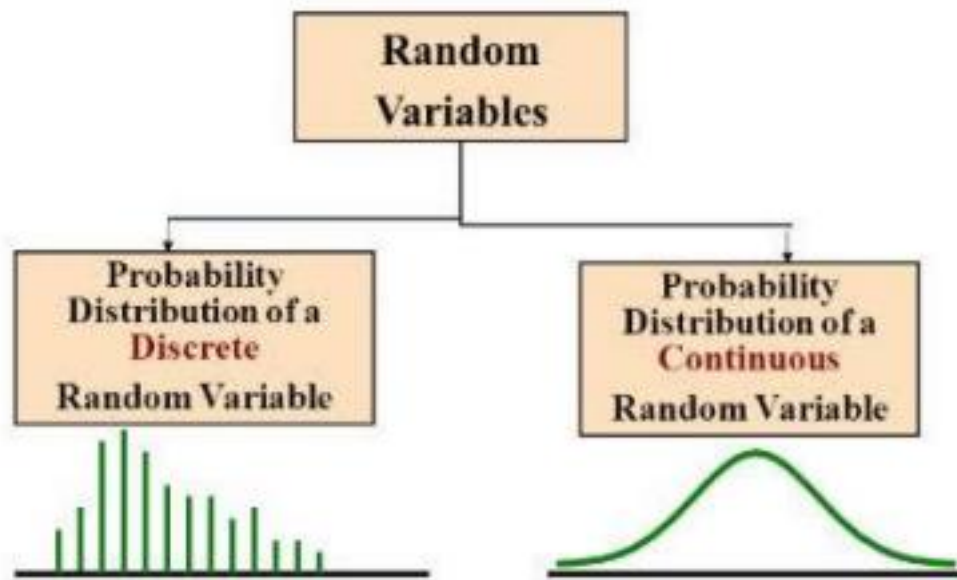 Random
Variables
Probability
Distribution of a
Discrete
Random Variable
Probability
Distribution of a
Continuous
Random Variable